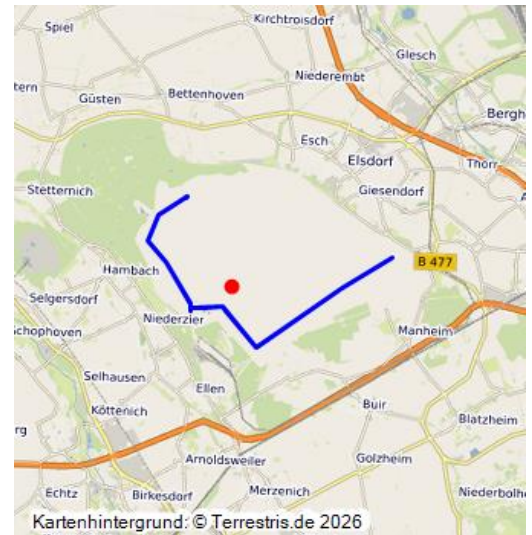 Kirchtroisdorf
Spiel
Glesch
Niederembt
tern
Bettenhoven
Güsten
Bergh
Esch
Elsdorf
Thorr
Stetternich
Giesendorf
A
Hambach
B 477
Selgersdorf
Niederzier
Schophoven
Manheim
Selhausen
Ellen
Köttenich
Buir
Blatzheim
rg
Arnoldsweiler
Golzheim
Echtz
Birkesdorf
Merzenich
Niederbolhe
Kartenhintergrund: © Terrestris.de 2026